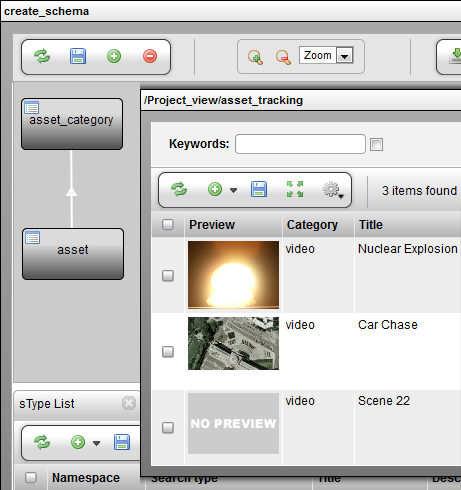 create_schema
Zoom
asset_category
asset
/Project_view/asset_tracking
Keywords:
3 items found
Preview Category Title
video Nuclear Explosion
video Car Chase
NO PREVIEW video Scene 22
sType List
Namespace Search type Title Desc